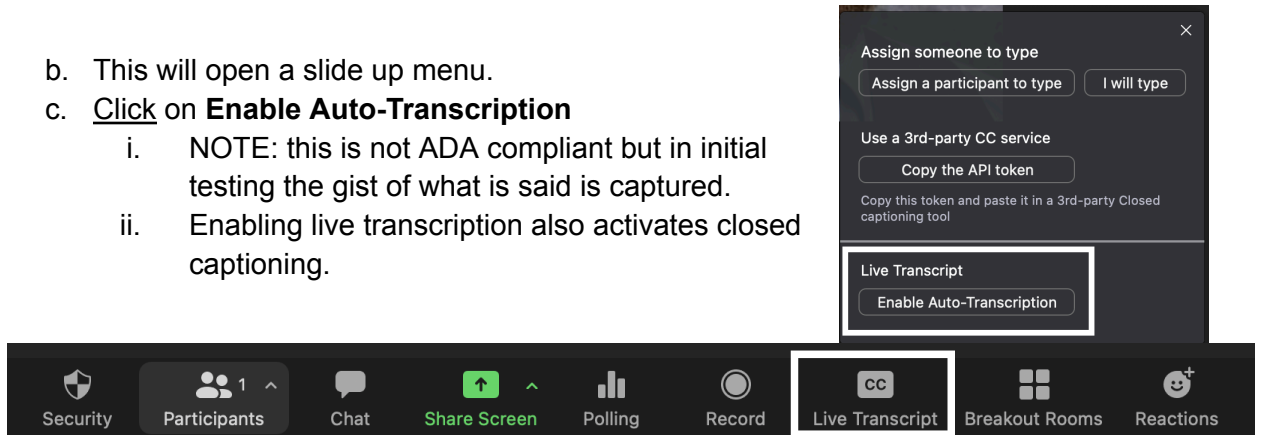 b. This will open a slide up menu.
c. Click on Enable Auto-Transcription
i. NOTE: this is not ADA compliant but in initial
testing the gist of what is said is captured.
ii. Enabling live transcription also activates closed
captioning.
Assign someone to type
Assign a participant to type I will type
Use a 3rd-party CC service
Copy the API token
Copy this token and paste it in a 3rd-party Closed
captioning tool
Live Transcript
Enable Auto-Transcription
1
CC
Security Participants Chat Share Screen Polling Record Live Transcript Breakout Rooms Reactions